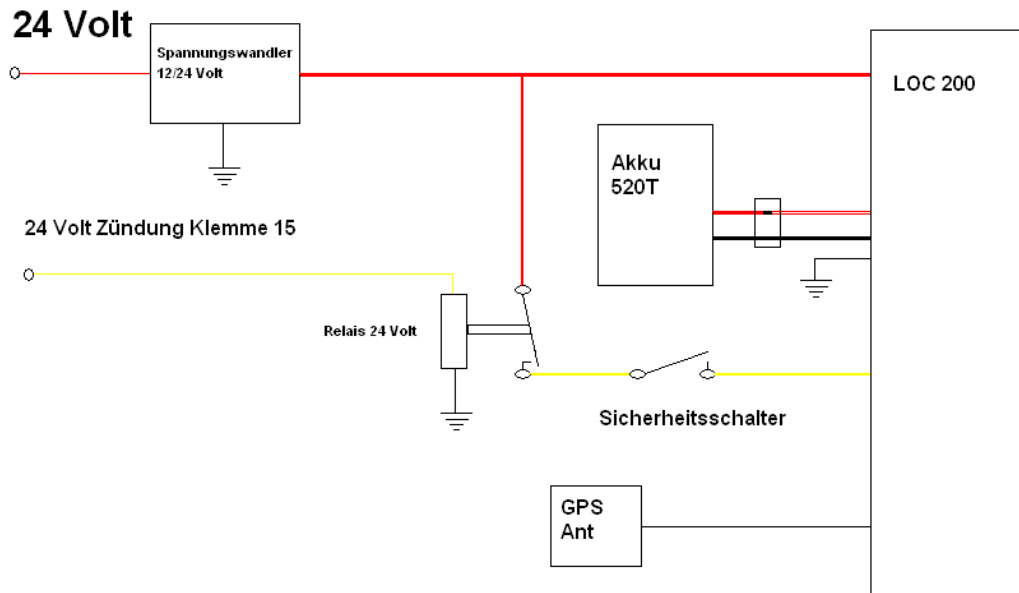 24 Volt
Spannungswandler
12/24 Volt
LOC 200
Akku
520T
24 Volt Zündung Klemme 15
Relais 24 Volt
Sicherheitsschalter
GPS
Ant